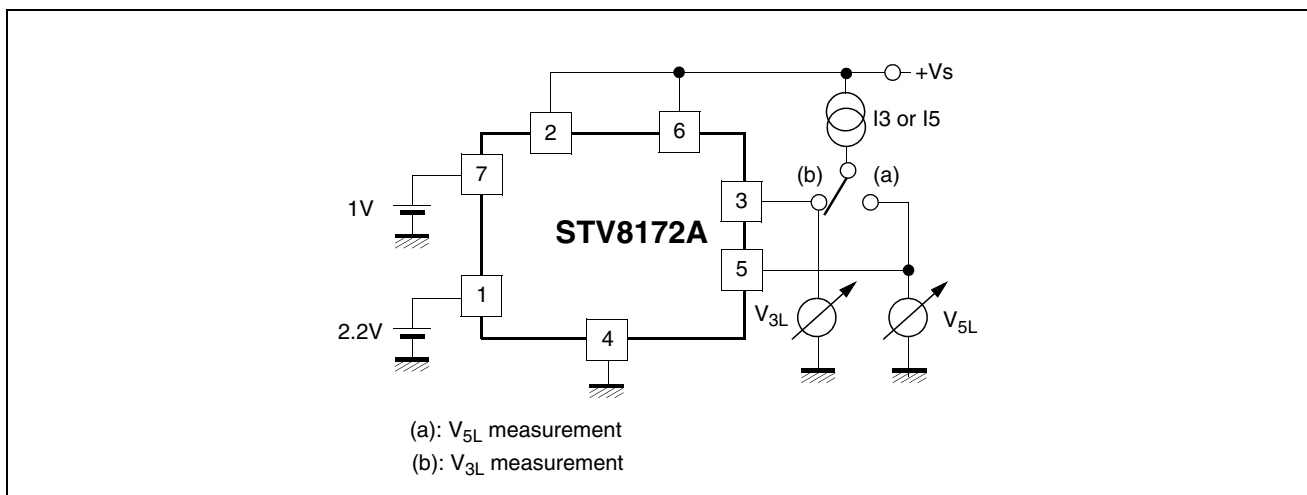 +Vs
I3 or I5
2
6
7
(b)
(a)
3
1V
STV8172A
5
1
V3L
V5L
2.2V
4
(a): V5L measurement
(b): V3L measurement